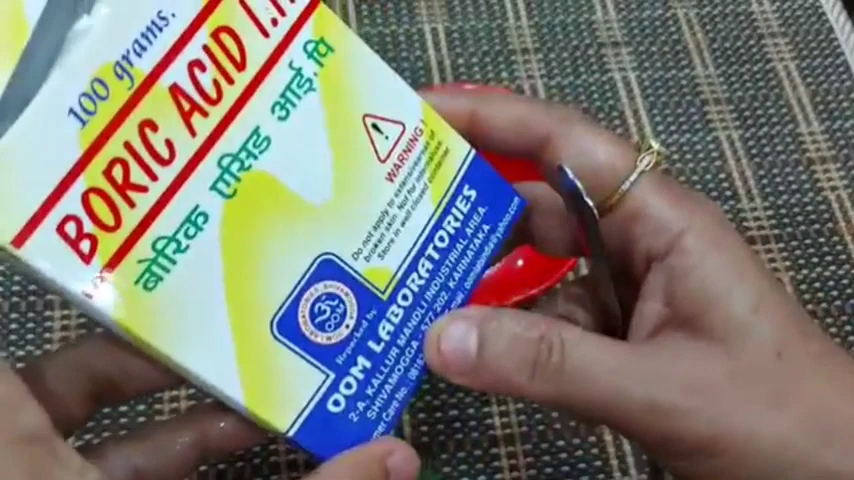 100 grams.
BORIC ACID I.P.
बोरिक एसिड आई.पि
WARNING !
Do not apply to extensive areas of
broken skin. Not for internal use.
Store in well closed container.
OOM
Repacked by:
OOM LABORATORIES
2-A, KALLUR MANDLI INDUSTRIAL AREA,
SHIVAMOGGA - 577 202. KARNATAKA